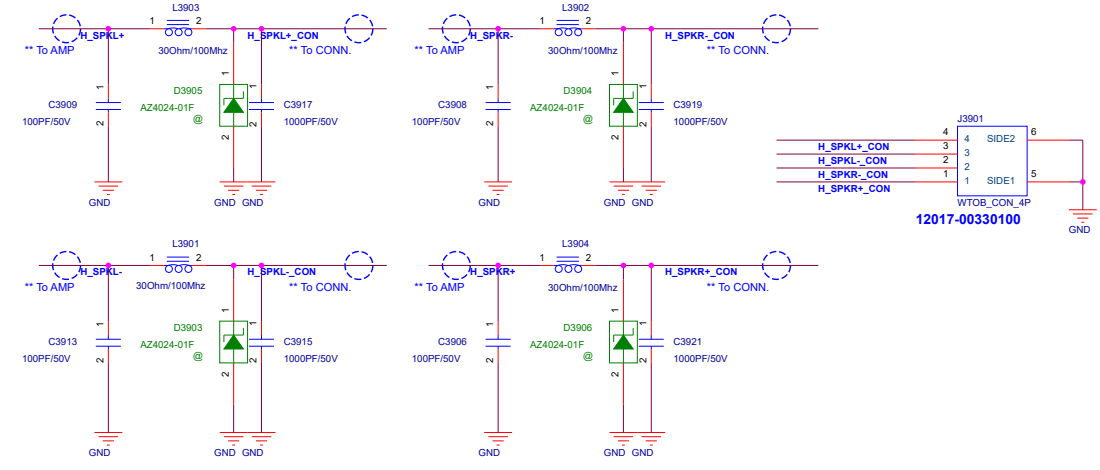 L3903
1 2
H_SPKL+ H_SPKL+_CON
** To AMP 30Ohm/100Mhz ** To CONN.
1 1 1
D3905
C3909 AZ4024-01F C3917
100PF/50V @ 1000PF/50V
2 2 2
GND GND GND
L3902
1 2
H_SPKR- H_SPKR-_CON
** To AMP 30Ohm/100Mhz ** To CONN.
1 1 1
D3904
C3908 AZ4024-01F C3919
100PF/50V @ 1000PF/50V
2 2 2
GND GND GND
J3901
4 4 SIDE2 6
H_SPKL+_CON 3 3
H_SPKL-_CON 2 2
H_SPKR-_CON 1 1 SIDE1 5
H_SPKR+_CON WTOB_CON_4P
12017-00330100
GND
L3901
1 2
H_SPKL- H_SPKL-_CON
** To AMP 30Ohm/100Mhz ** To CONN.
1 1 1
D3903
C3913 AZ4024-01F C3915
100PF/50V @ 1000PF/50V
2 2 2
GND GND GND
L3904
1 2
H_SPKR+ H_SPKR+_CON
** To AMP 30Ohm/100Mhz ** To CONN.
1 1 1
D3906
C3906 AZ4024-01F C3921
100PF/50V @ 1000PF/50V
2 2 2
GND GND GND